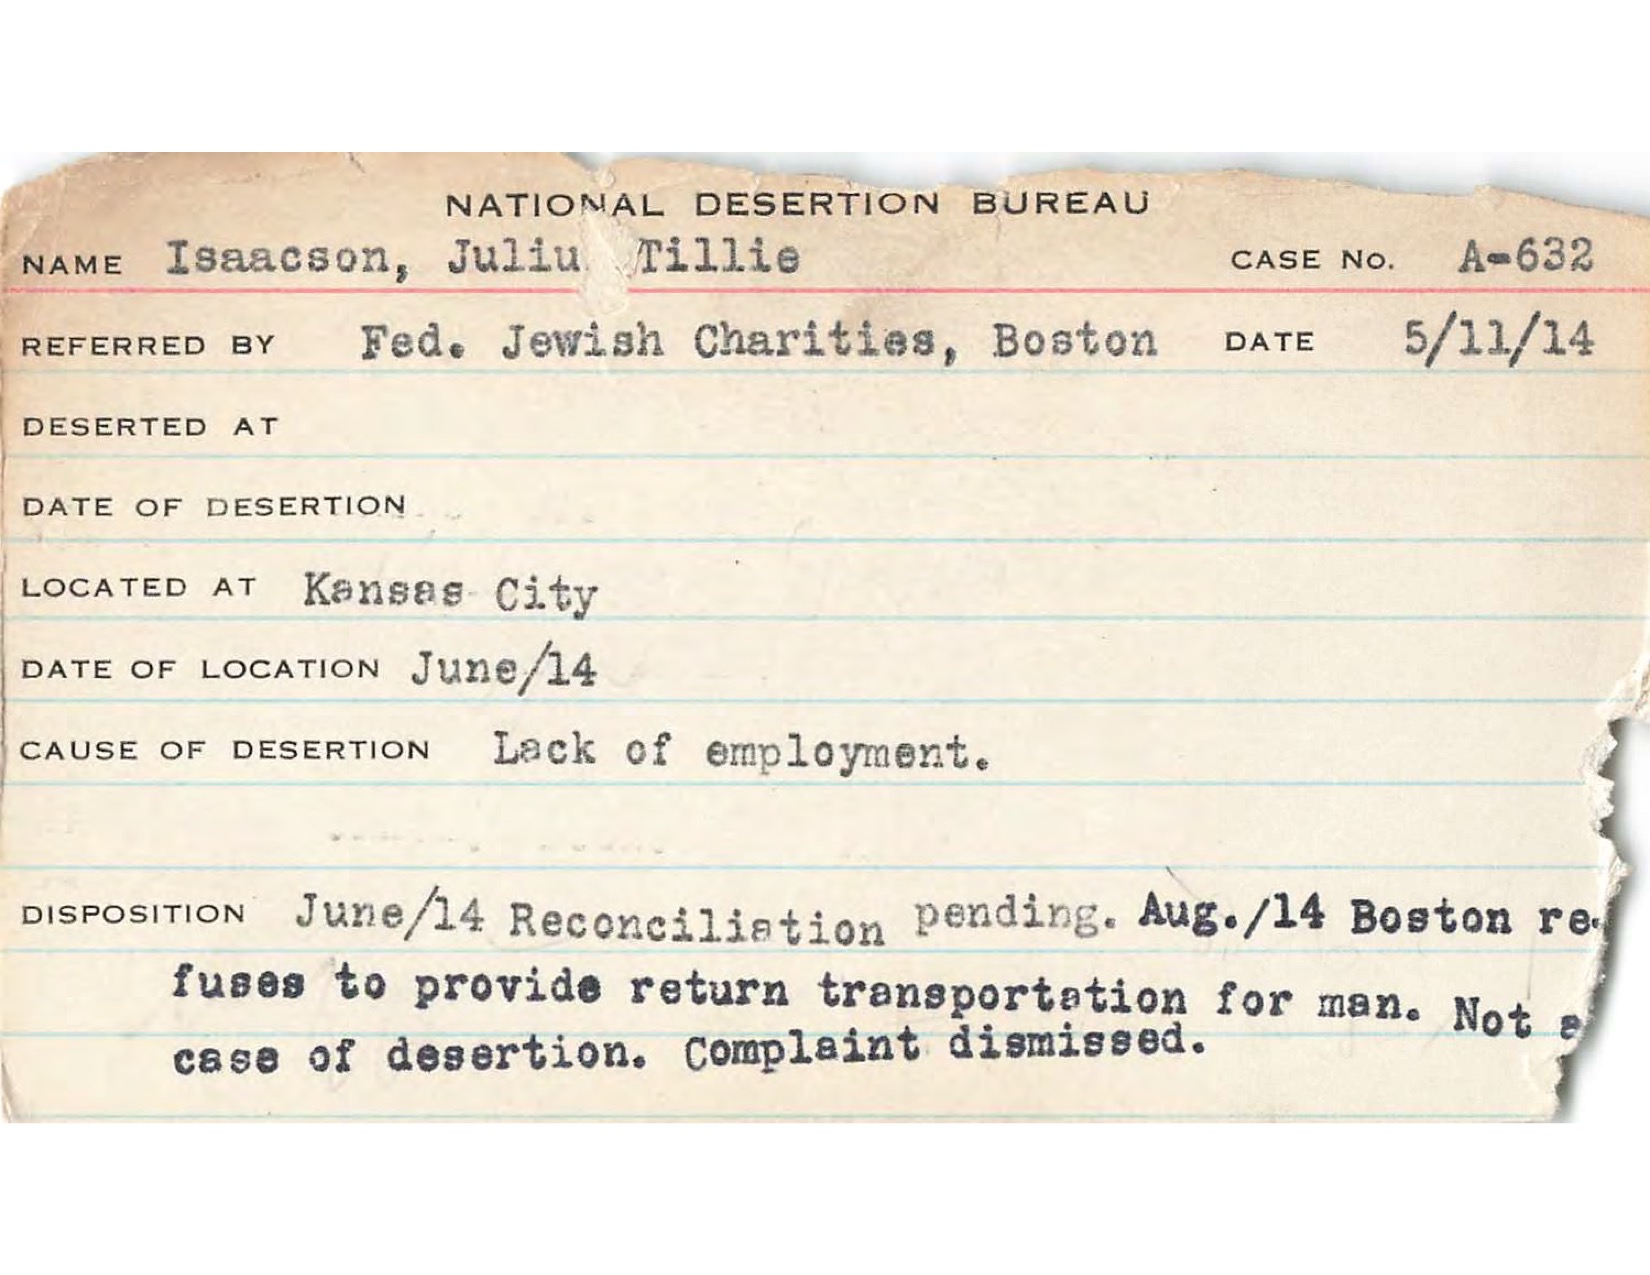 NATIONAL DESERTION BUREAU
NAME Isaacson, Juliu Tillie CASE No. A-632
REFERRED BY Fed. Jewish Charities, Boston DATE 5/11/14
DESERTED AT
DATE OF DESERTION
LOCATED AT Kansas City
DATE OF LOCATION June/14
CAUSE OF DESERTION Lack of employment.
DISPOSITION June/14 Reconciliation pending. Aug./14 Boston re-
fuses to provide return transportation for man. Not a
case of desertion. Complaint dismissed.